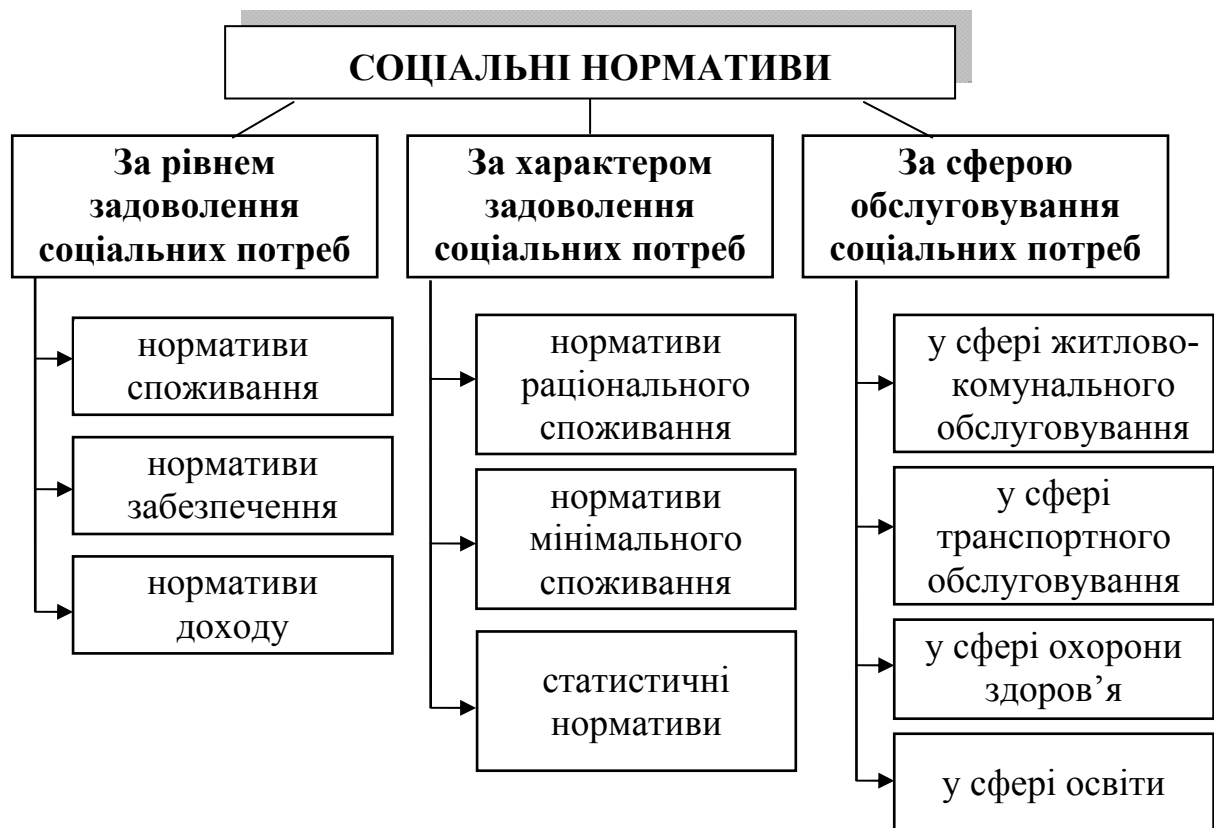 СОЦІАЛЬНІ НОРМАТИВИ
За рівнем
задоволення
соціальних потреб
нормативи
споживання
нормативи
забезпечення
нормативи
доходу
За характером
задоволення
соціальних потреб
нормативи
раціонального
споживання
нормативи
мінімального
споживання
статистичні
нормативи
За сферою
обслуговування
соціальних потреб
у сфері житлово-
комунального
обслуговування
у сфері
транспортного
обслуговування
у сфері охорони
здоров’я
у сфері освіти